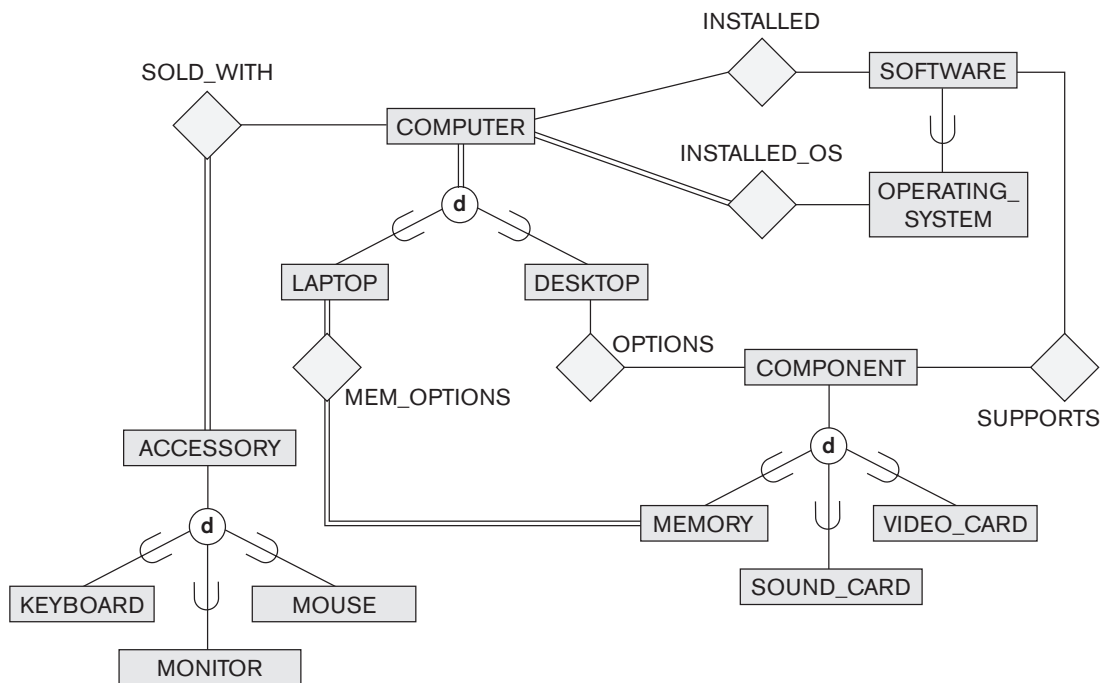 INSTALLED
SOLD_WITH
SOFTWARE
COMPUTER
INSTALLED_OS
OPERATING_
SYSTEM
d
LAPTOP
DESKTOP
OPTIONS
COMPONENT
MEM_OPTIONS
SUPPORTS
ACCESSORY
d
d
MEMORY
VIDEO_CARD
SOUND_CARD
KEYBOARD
MOUSE
MONITOR